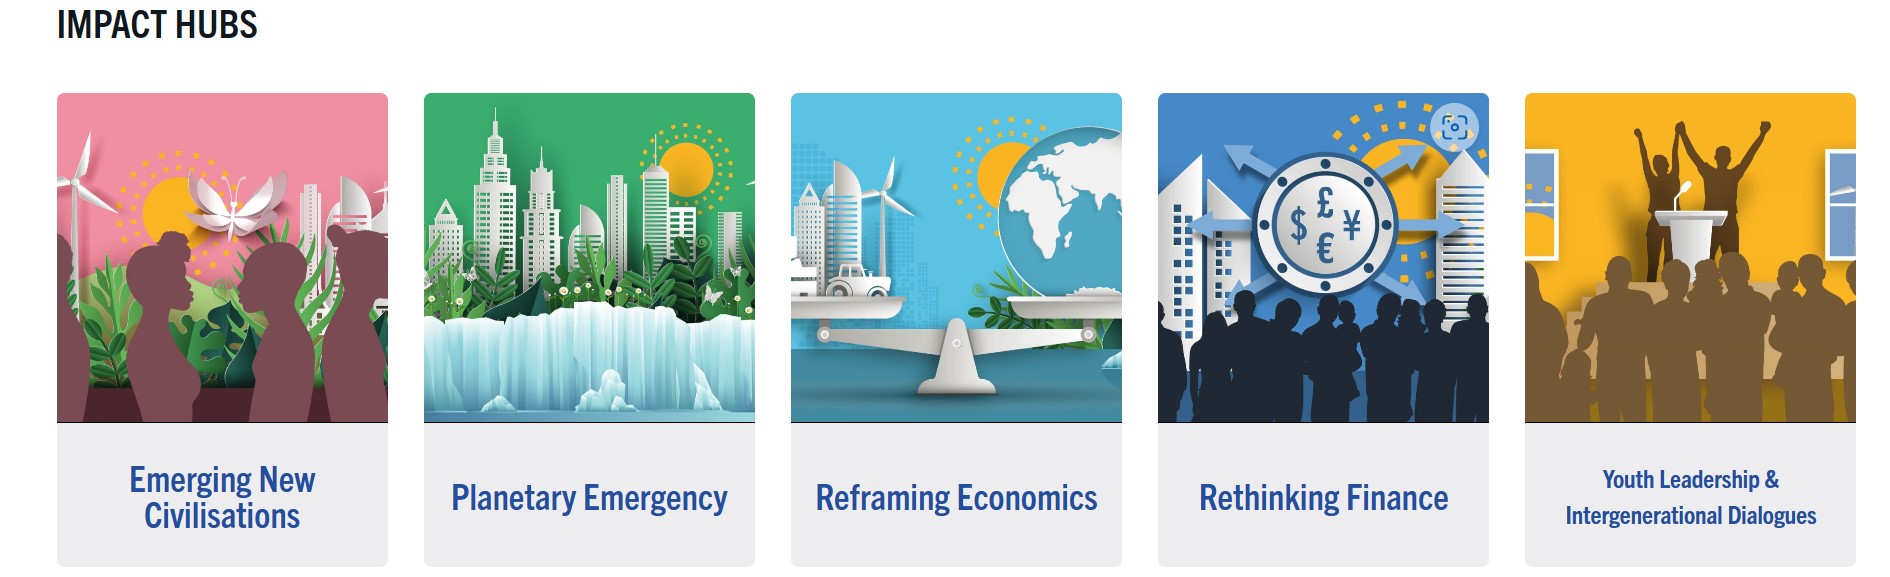 IMPACT HUBS
£
$ ¥
€
Emerging New
Civilisations
Planetary Emergency
Reframing Economics
Rethinking Finance
Youth Leadership &
Intergenerational Dialogues